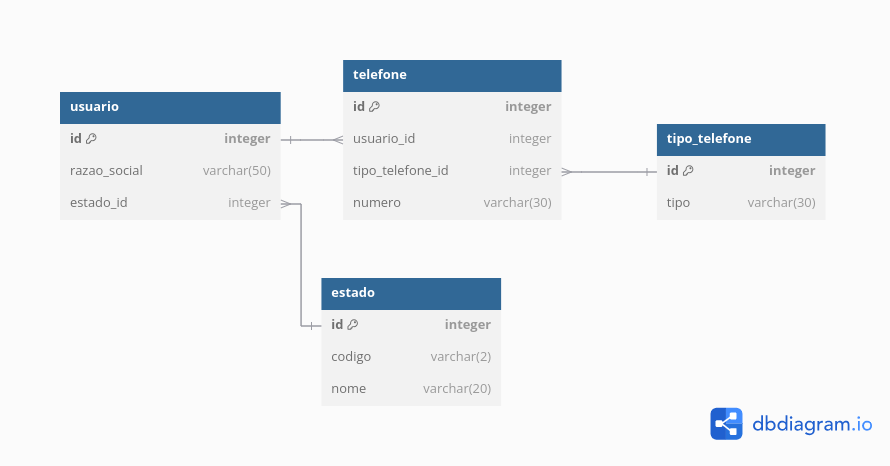 usuario
id integer
razao_social varchar(50)
estado_id integer
telefone
id integer
usuario_id integer
tipo_telefone_id integer
numero varchar(30)
tipo_telefone
id integer
tipo varchar(30)
estado
id integer
codigo varchar(2)
nome varchar(20)
dbdiagram.io